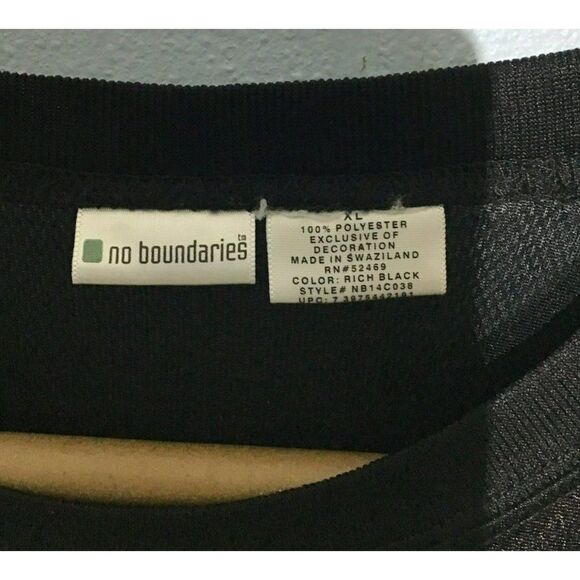 no boundaries
tm
XL
100% POLYESTER
EXCLUSIVE OF
DECORATION
MADE IN SWAZILAND
RN#52469
COLOR: RICH BLACK
STYLE# NB14C038
UPC: